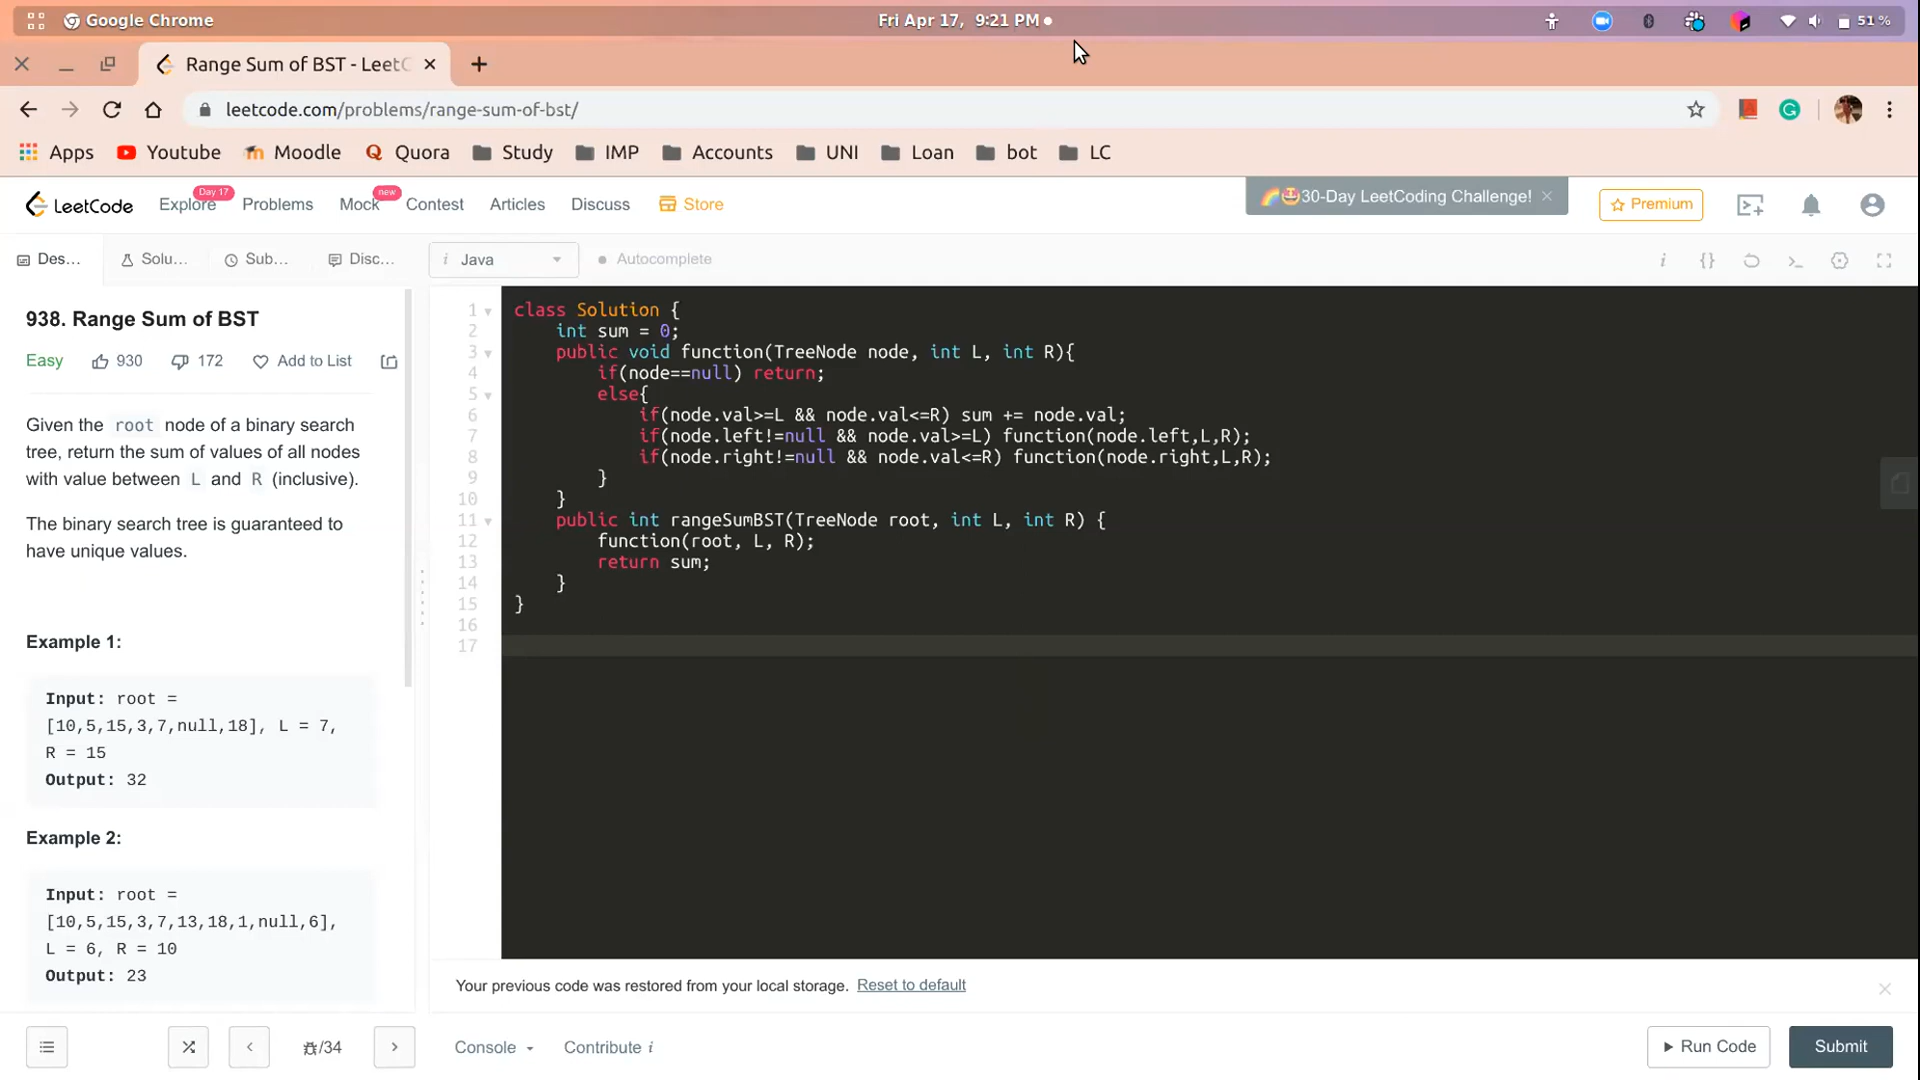 Google Chrome
Fri Apr 17, 9:21 PM
51 %
Range Sum of BST - LeetC
leetcode.com/problems/range-sum-of-bst/
Apps Youtube Moodle Quora Study IMP Accounts UNI Loan bot LC
LeetCode Explore Day 17 Problems Mock new Contest Articles Discuss Store
30-Day LeetCoding Challenge!
Premium
Des... Solu... Sub... Disc...
i Java Autocomplete
938. Range Sum of BST
Easy 930 172 Add to List
Given the root node of a binary search
tree, return the sum of values of all nodes
with value between L and R (inclusive).
The binary search tree is guaranteed to
have unique values.
Example 1:
Input: root =
[10,5,15,3,7,null,18], L = 7,
R = 15
Output: 32
Example 2:
Input: root =
[10,5,15,3,7,13,18,1,null,6],
L = 6, R = 10
Output: 23
1 class Solution {
2 int sum = 0;
3 public void function(TreeNode node, int L, int R){
4 if(node==null) return;
5 else{
6 if(node.val>=L && node.val<=R) sum += node.val;
7 if(node.left!=null && node.val>=L) function(node.left,L,R);
8 if(node.right!=null && node.val<=R) function(node.right,L,R);
9 }
10 }
11 public int rangeSumBST(TreeNode root, int L, int R) {
12 function(root, L, R);
13 return sum;
14 }
15 }
16
17
Your previous code was restored from your local storage. Reset to default
/34
Console Contribute i
Run Code Submit